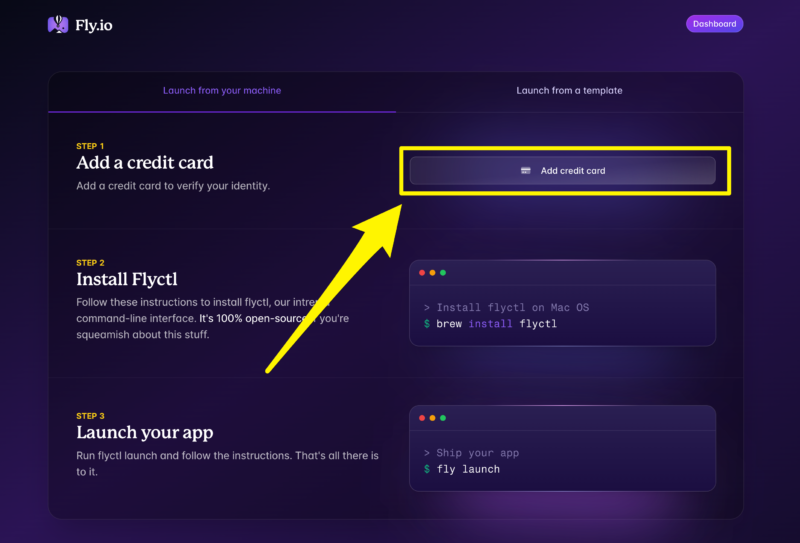 Fly.io
Dashboard
Launch from your machine
Launch from a template
STEP 1
Add a credit card
Add a credit card to verify your identity.
Add credit card
STEP 2
Install Flyctl
Follow these instructions to install flyctl, our
command-line interface. It's 100% open-source you're
squeamish about this stuff.
> Install flyctl on Mac OS
$ brew install flyctl
STEP 3
Launch your app
Run flyctl launch and follow the instructions. That's all there is
to it.
> Ship your app
$ fly launch